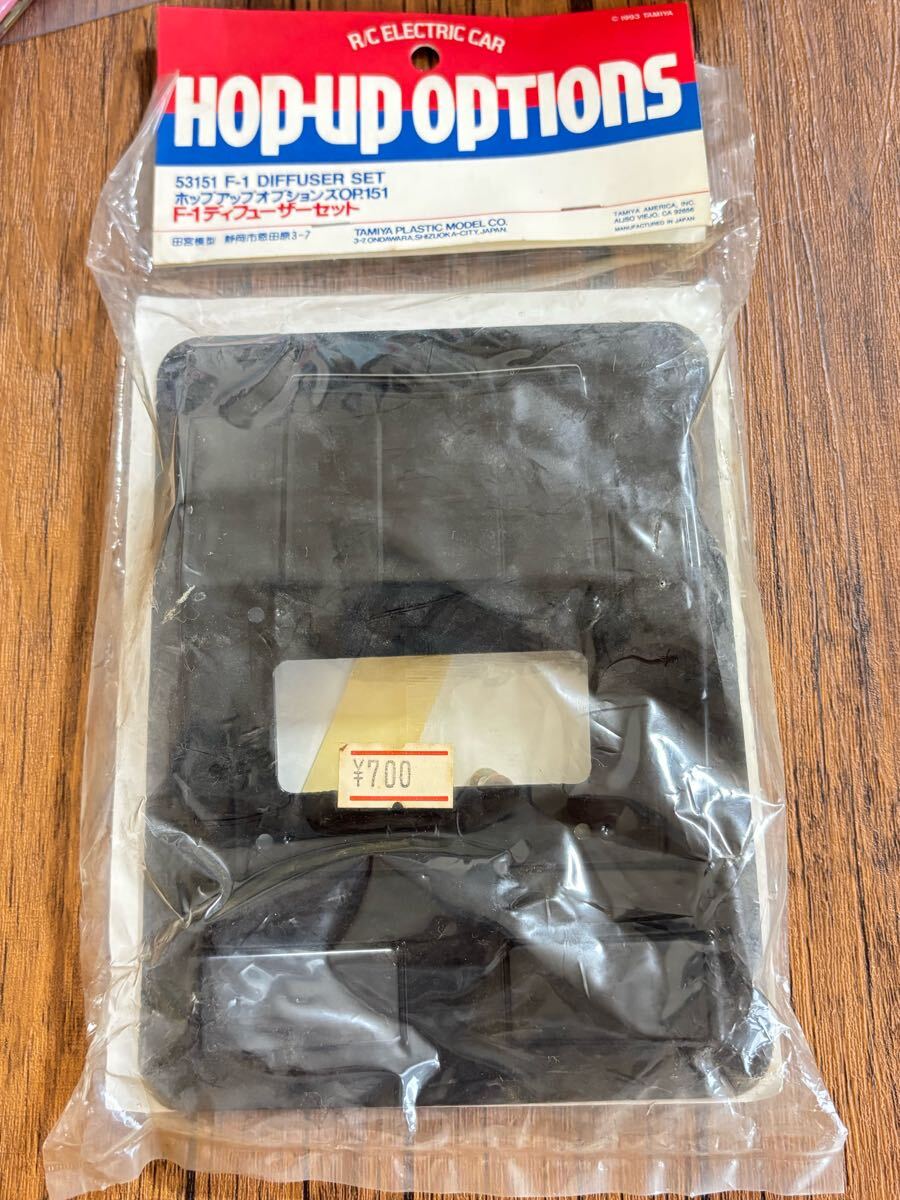 © 1993 TAMIYA
R/C ELECTRIC CAR
HOP-UP OPTIONS
53151 F-1 DIFFUSER SET
ホップアップオプションズOP.151
F-1ディフューザーセット
田宮模型 静岡市恩田原3-7
TAMIYA PLASTIC MODEL CO.
3-7, ONDAWARA, SHIZUOKA-CITY, JAPAN.
TAMIYA AMERICA, INC.
ALISO VIEJO, CA 92656
MANUFACTURED IN JAPAN
¥700